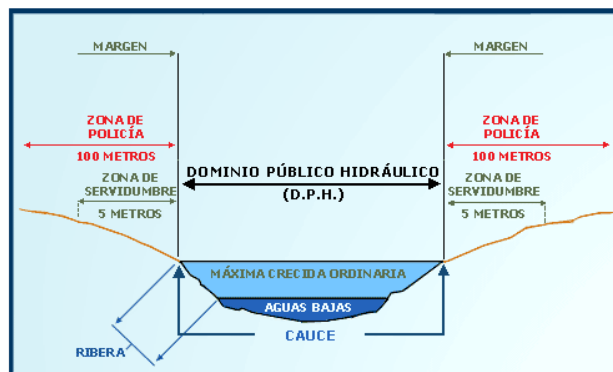 MARGEN
MARGEN
ZONA DE
POLICÍA
100 METROS
ZONA DE
POLICÍA
100 METROS
DOMINIO PÚBLICO HIDRÁULICO
(D.P.H.)
ZONA DE
SERVIDUMBRE
5 METROS
ZONA DE
SERVIDUMBRE
5 METROS
MÁXIMA CRECIDA ORDINARIA
AGUAS BAJAS
CAUCE
RIBERA